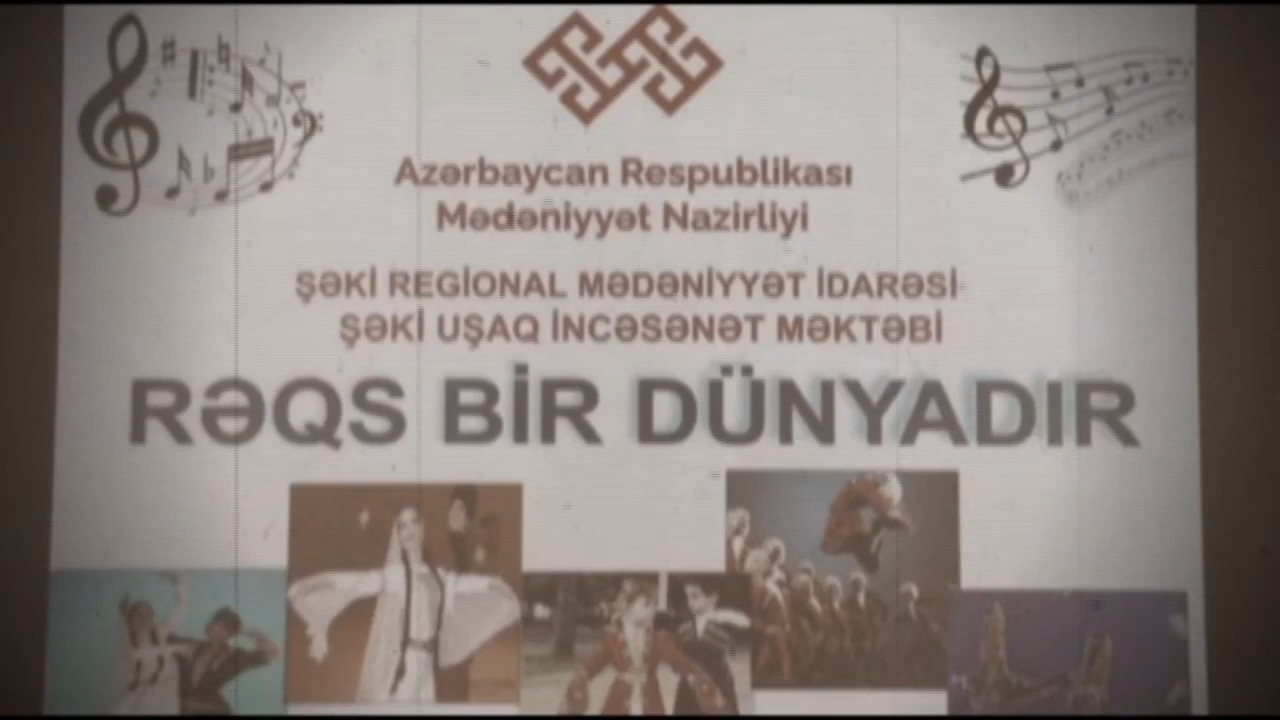 Azərbaycan Respublikası
Mədəniyyət Nazirliyi
ŞƏKİ REGİONAL MƏDƏNİYYƏT İDARƏSİ
ŞƏKİ UŞAQ İNCƏSƏNƏT MƏKTƏBİ
RƏQS BİR DÜNYADIR